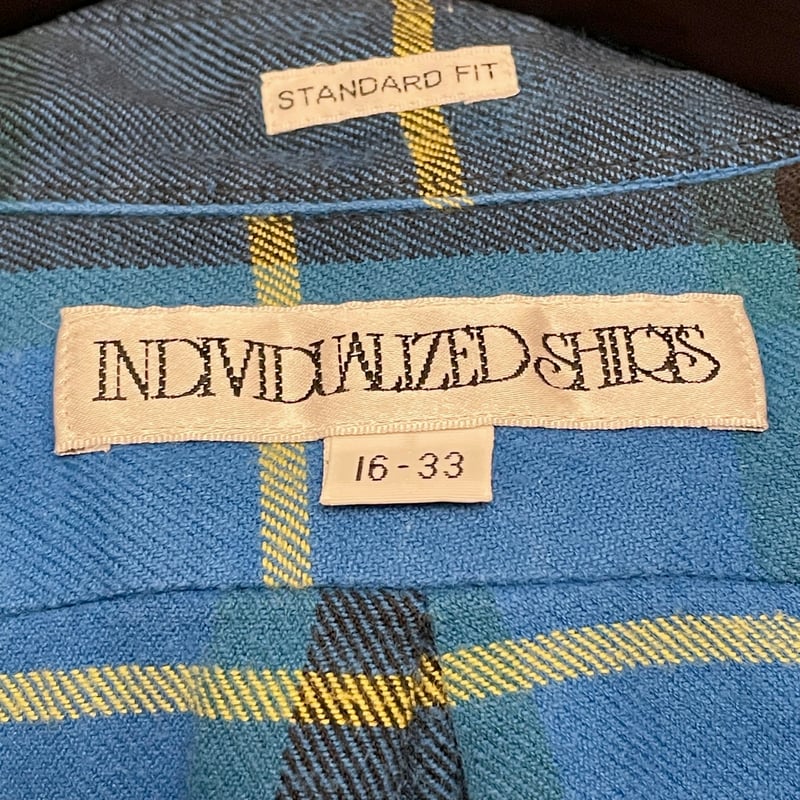 STANDARD FIT
INDIVIDUALIZED SHIRTS
16-33